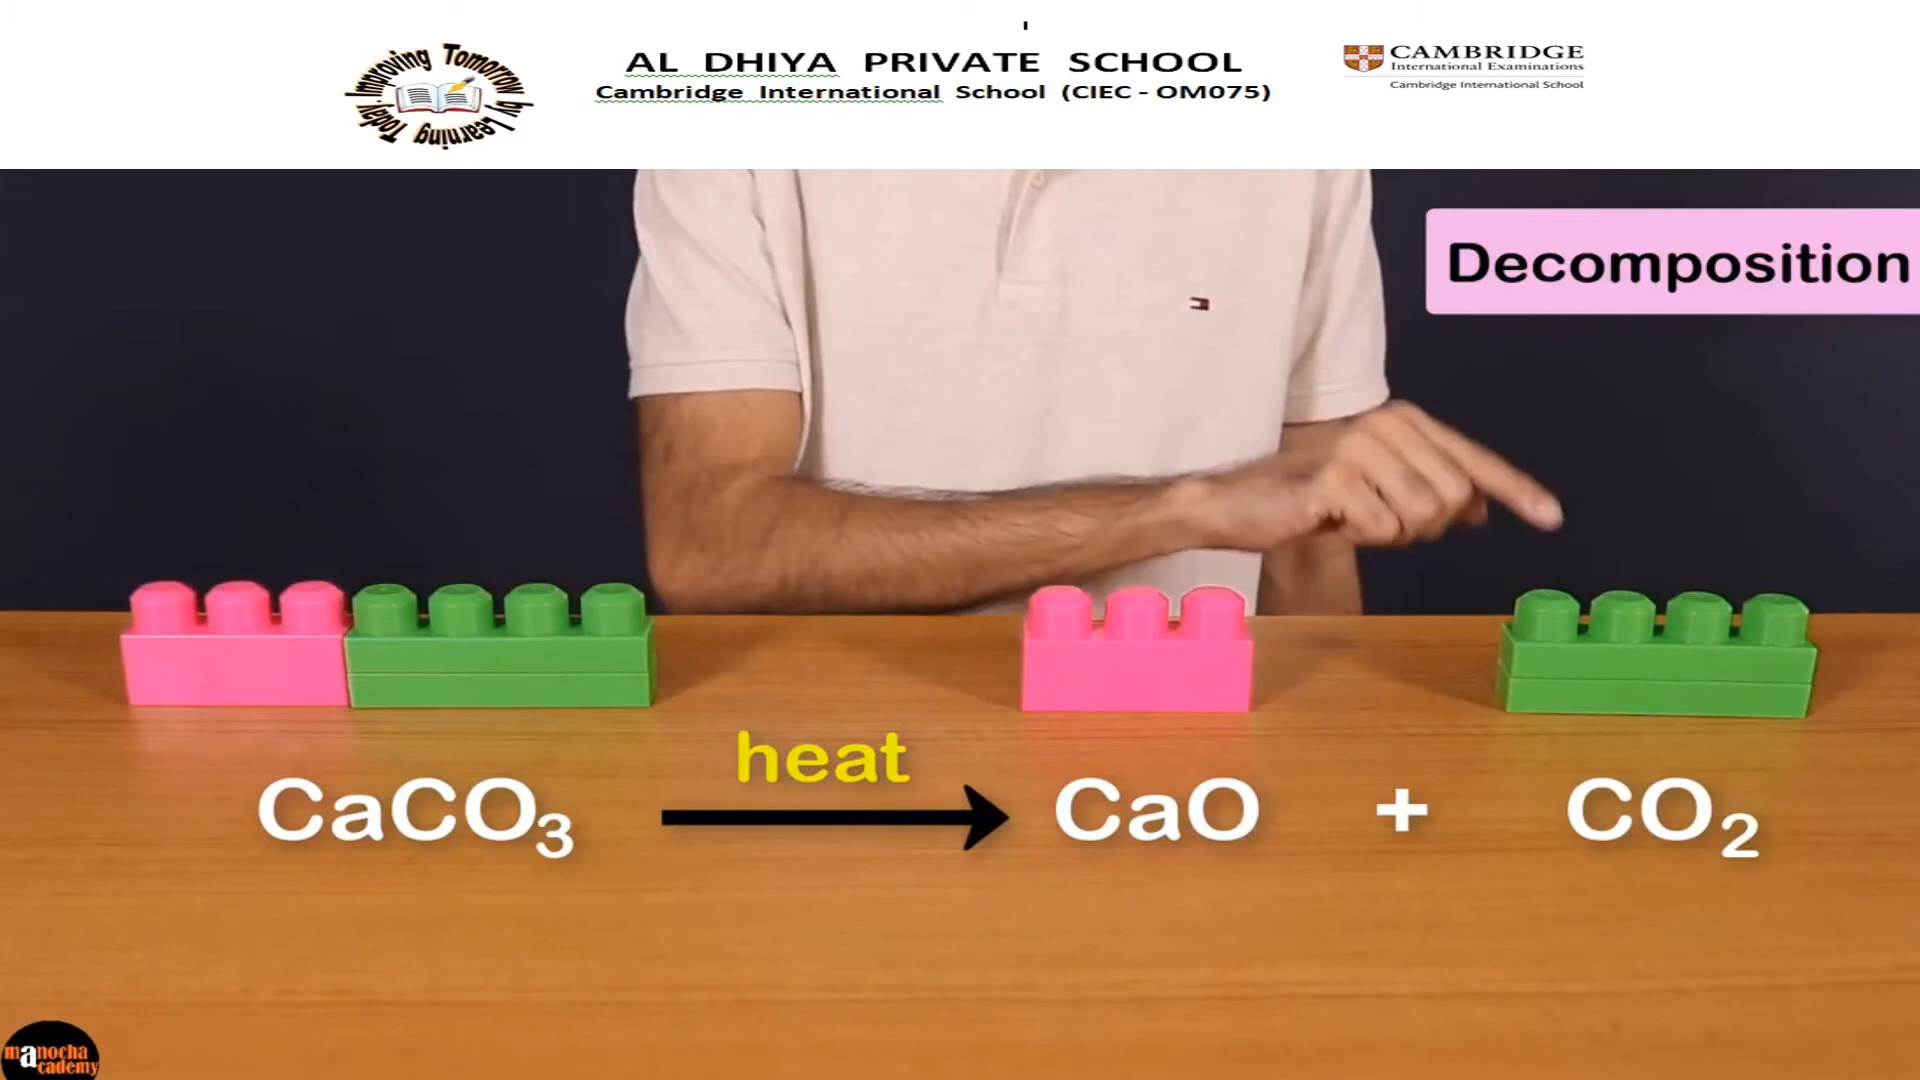 Improving Tomorrow by Learning Today
AL DHIYA PRIVATE SCHOOL
Cambridge International School (CIEC - OM075)
CAMBRIDGE
International Examinations
Cambridge International School
Decomposition
heat
CaCO₃ CaO + CO₂
manocha
academy